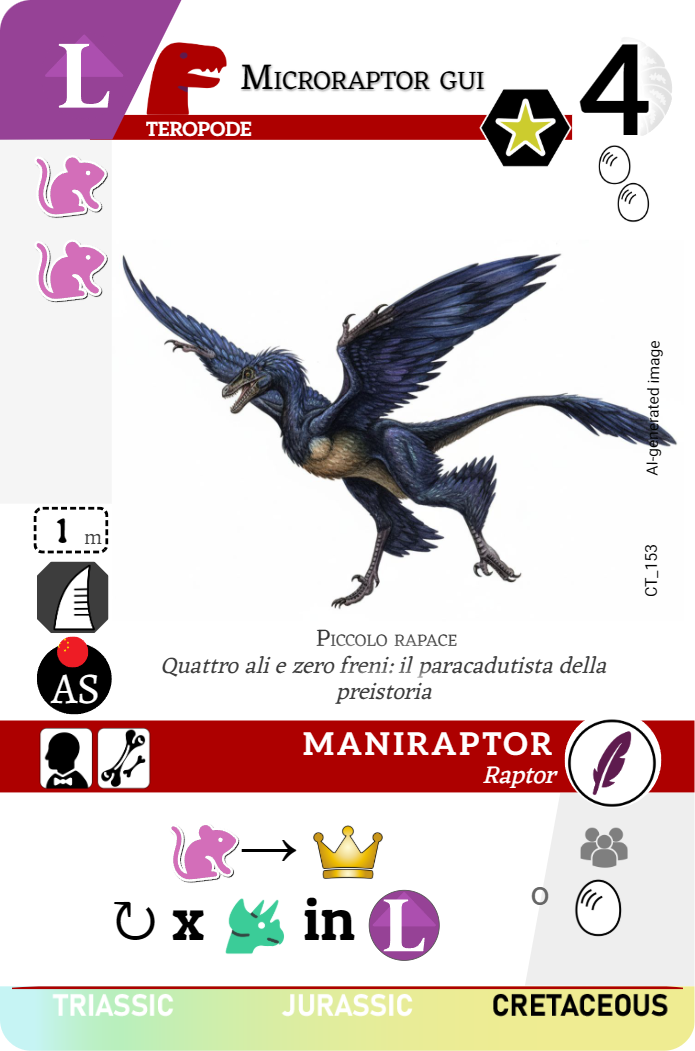 L
Microraptor gui
4
TEROPODE
AI-generated image
1 m
CT_153
AS
Piccolo rapace
Quattro ali e zero freni: il paracadutista della
preistoria
MANIRAPTOR
Raptor
x in L
o
TRIASSIC JURASSIC CRETACEOUS